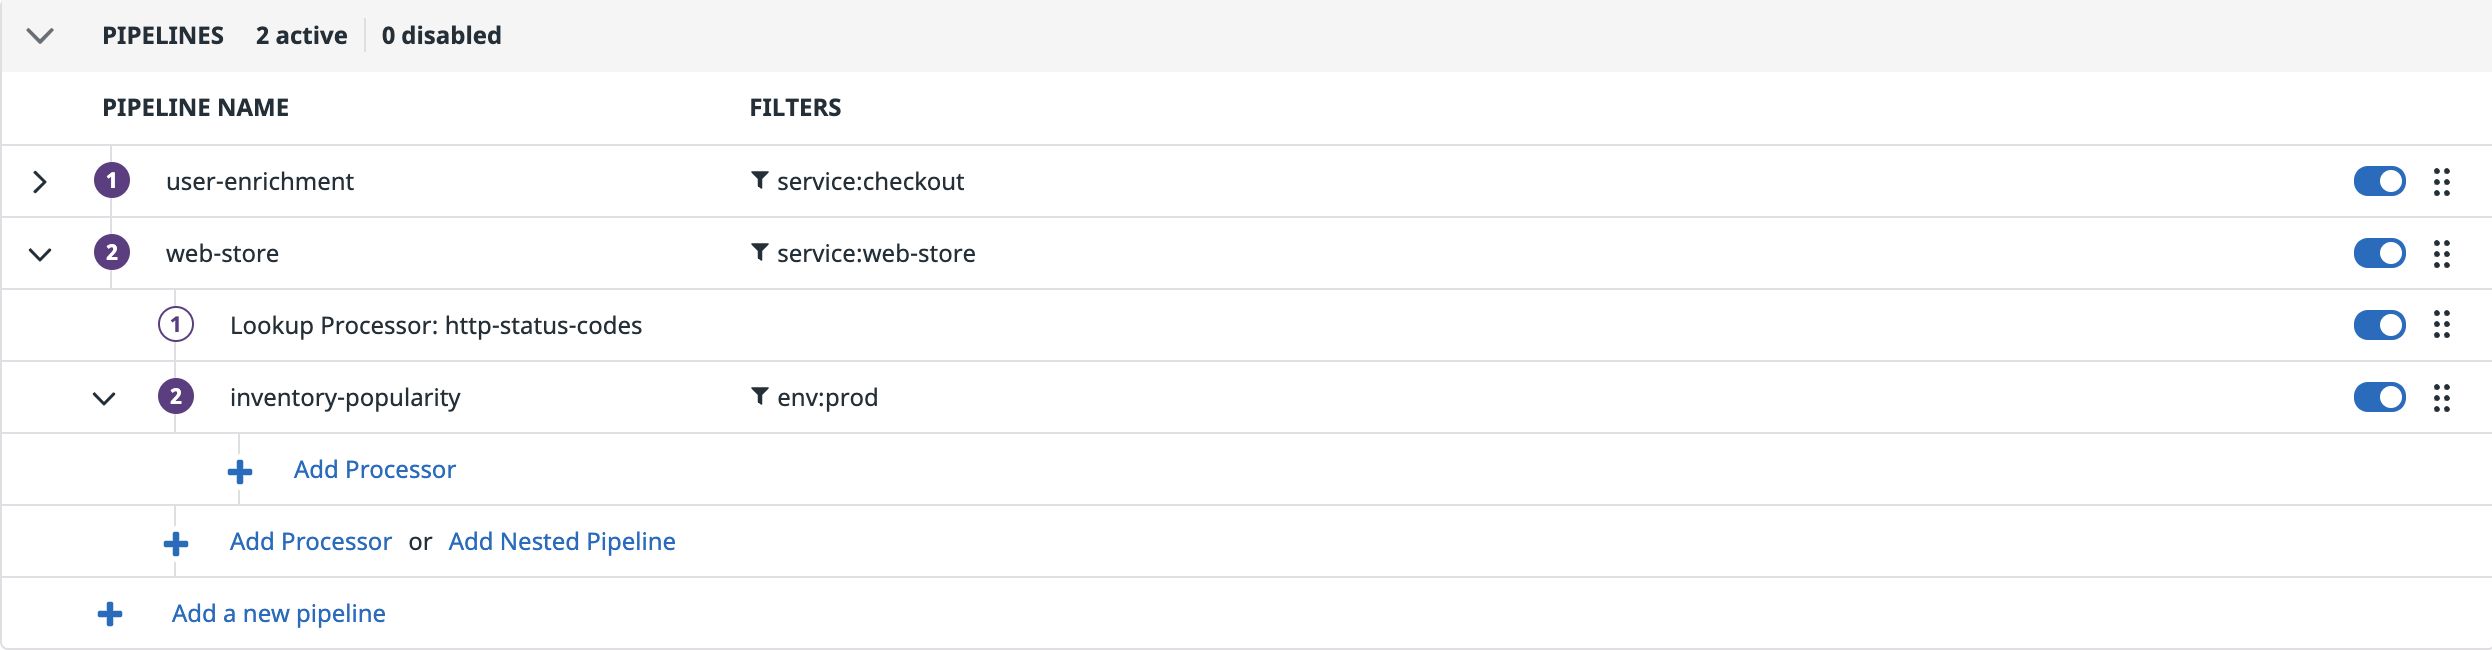 PIPELINES 2 active 0 disabled
PIPELINE NAME FILTERS
1 user-enrichment service:checkout
2 web-store service:web-store
1 Lookup Processor: http-status-codes
2 inventory-popularity env:prod
Add Processor
Add Processor or Add Nested Pipeline
Add a new pipeline